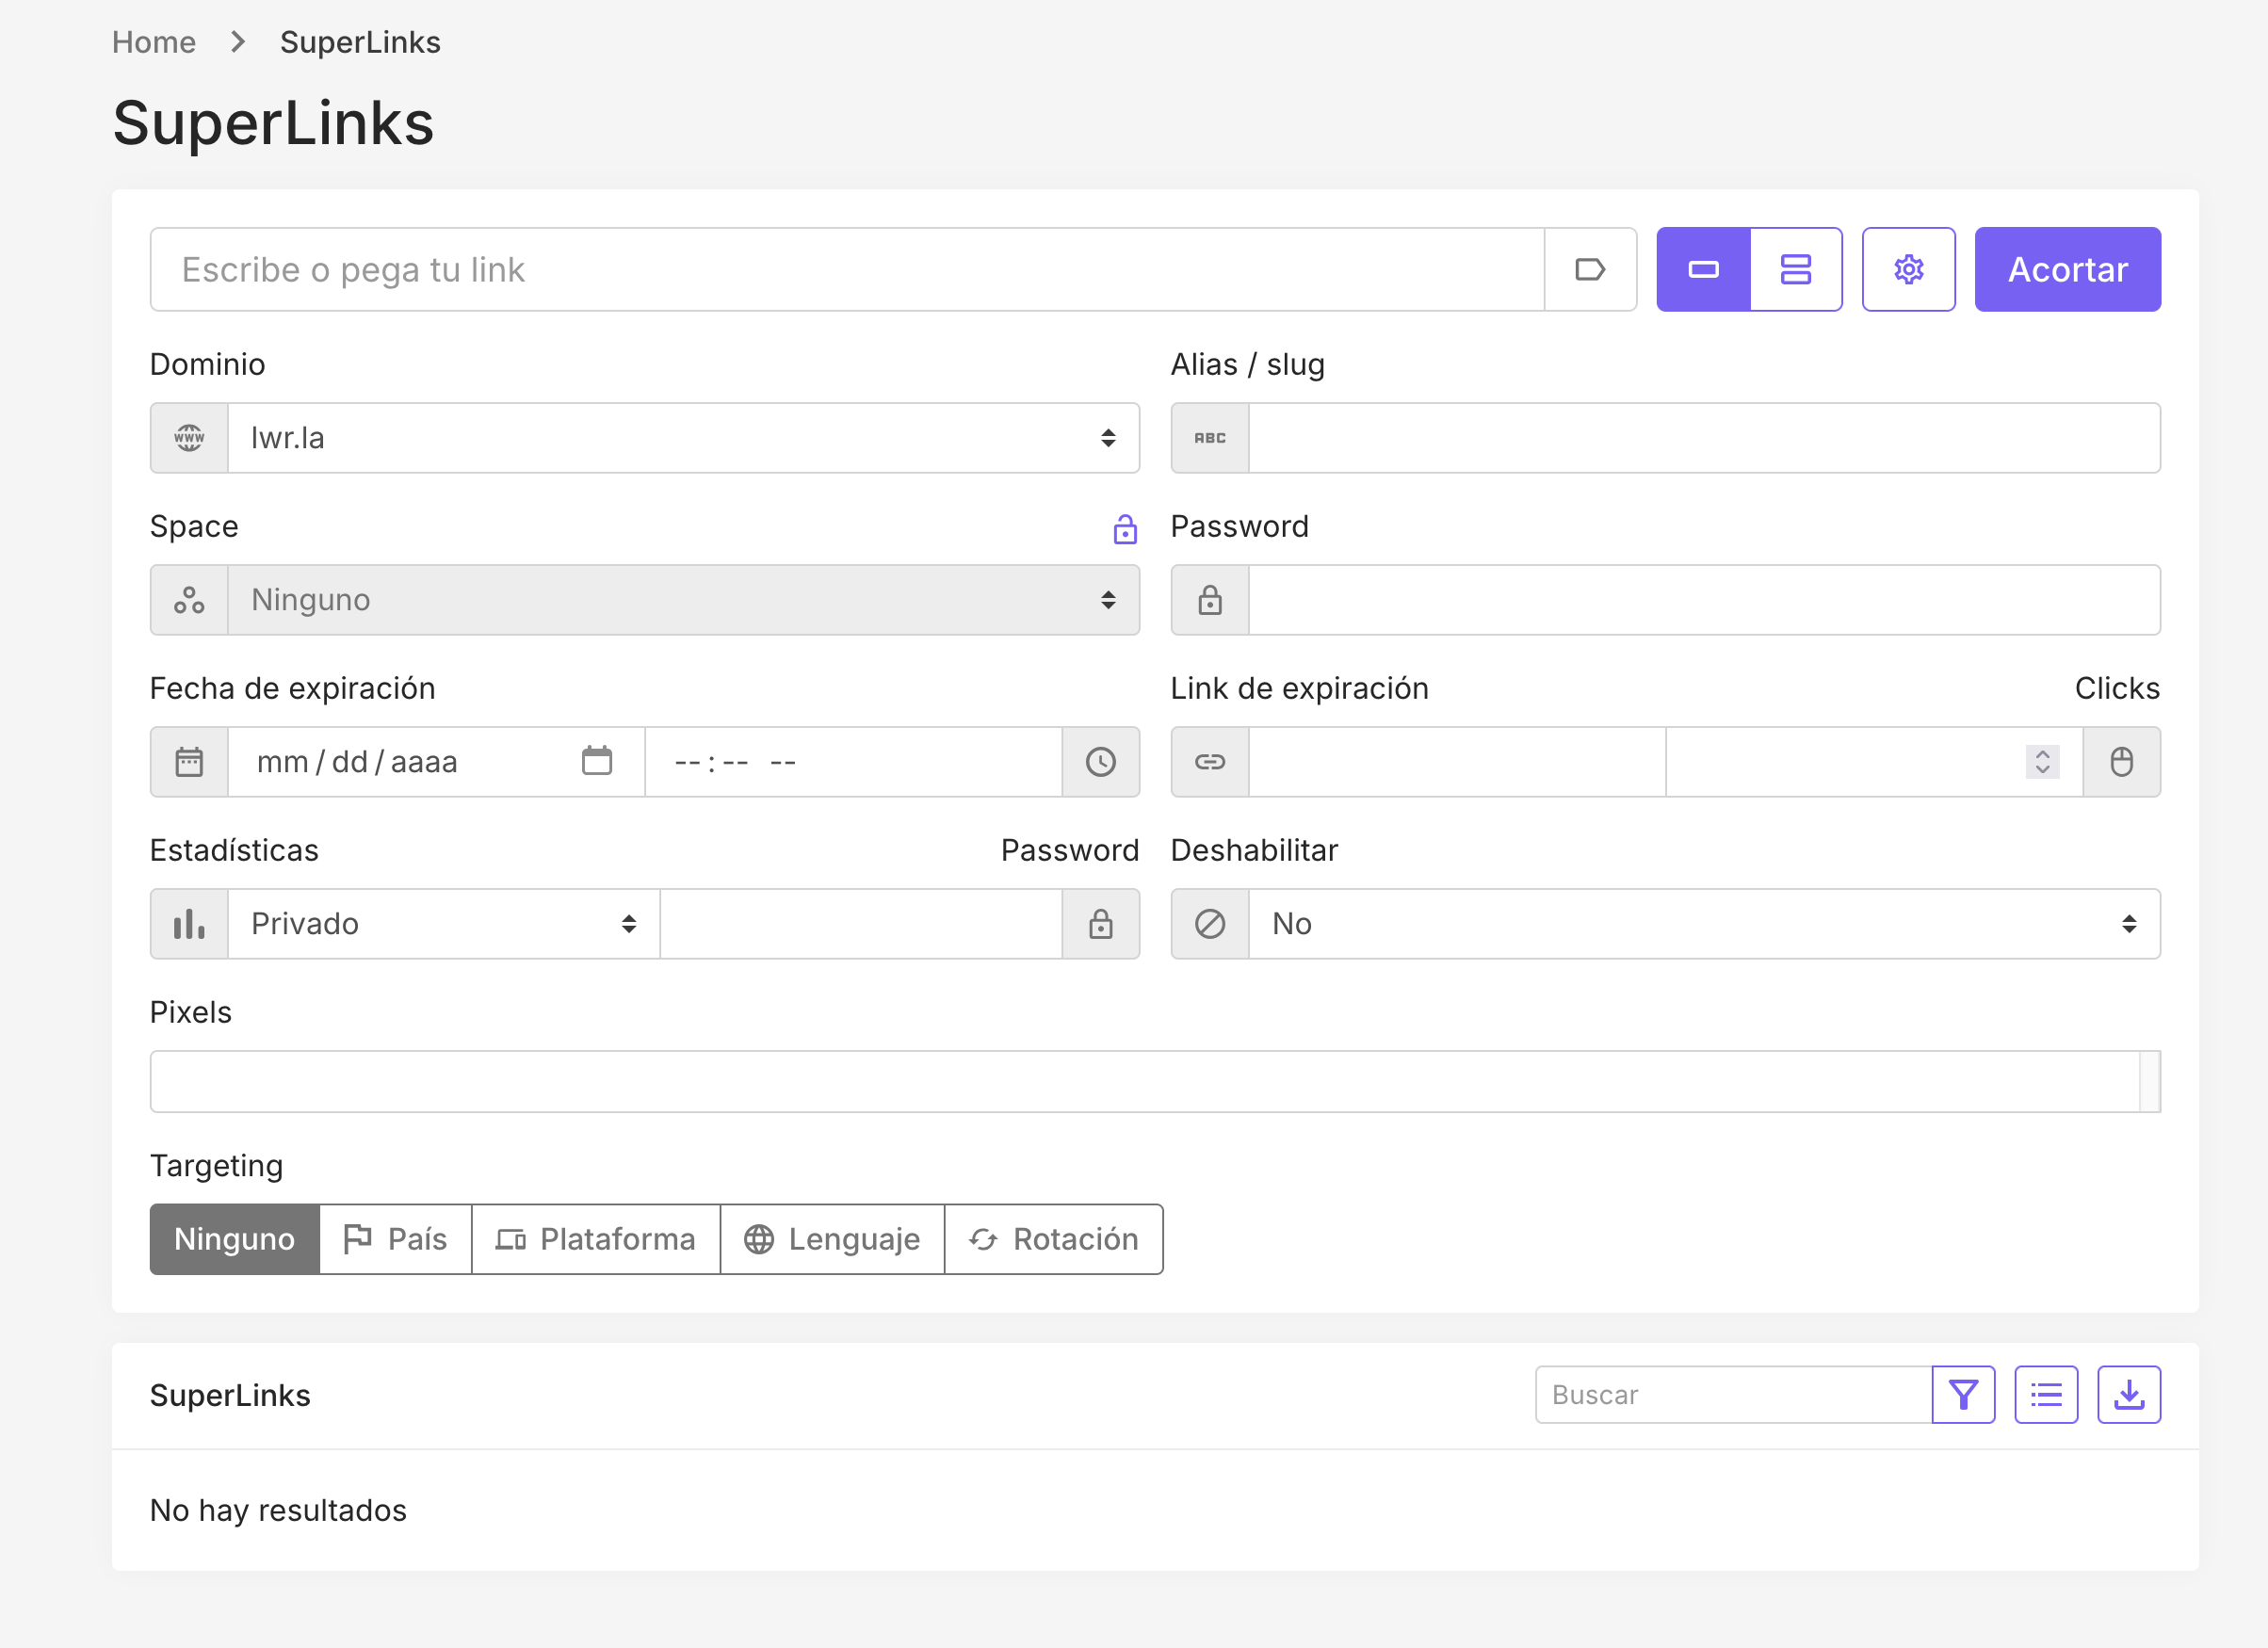 Home > SuperLinks
SuperLinks
Escribe o pega tu link
Acortar
Dominio
Alias / slug
WWW
lwr.la
ABC
Space
Password
Ninguno
Fecha de expiración
Link de expiración
Clicks
mm/dd/aaaa
--:-- --
Estadísticas
Password
Deshabilitar
Privado
No
Pixels
Targeting
Ninguno
País
Plataforma
Lenguaje
Rotación
SuperLinks
Buscar
No hay resultados